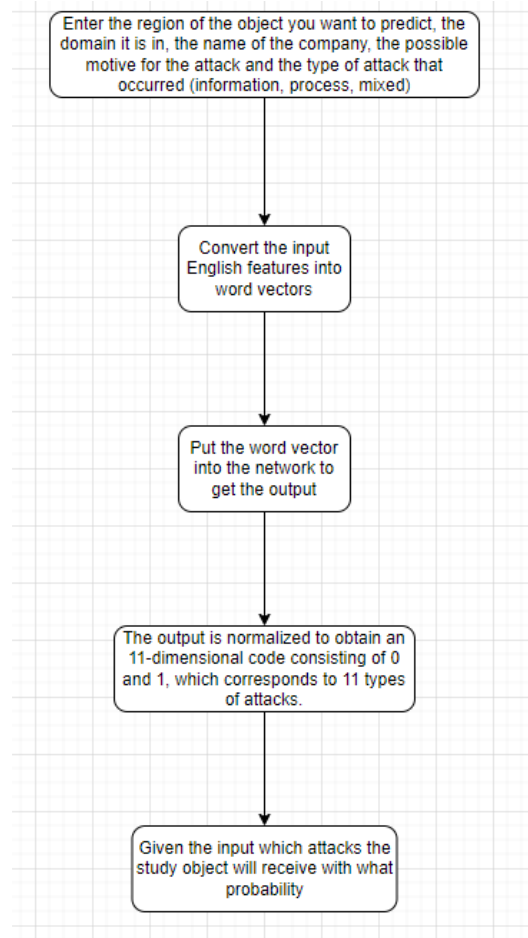 Enter the region of the object you want to predict, the
domain it is in, the name of the company, the possible
motive for the attack and the type of attack that
occurred (information, process, mixed)
Convert the input
English features into
word vectors
Put the word vector
into the network to
get the output
The output is normalized to obtain an
11-dimensional code consisting of 0
and 1, which corresponds to 11 types
of attacks.
Given the input which attacks the
study object will receive with what
probability